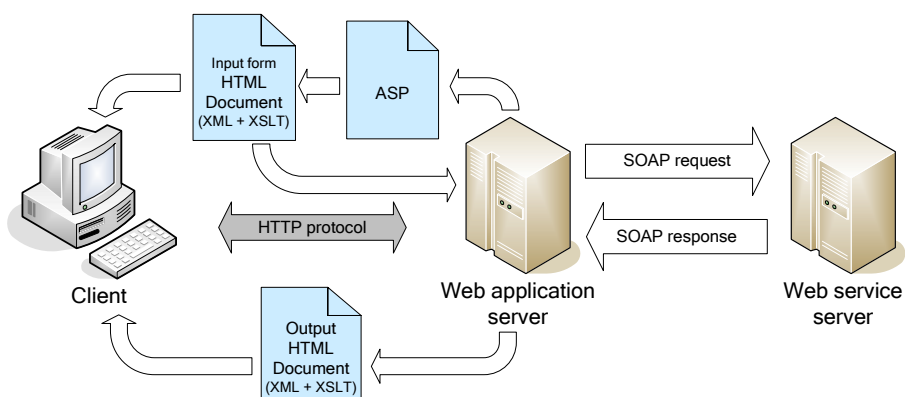 Input form
HTML
Document
(XML + XSLT)
ASP
SOAP request
HTTP protocol
SOAP response
Client
Web application
server
Web service
server
Output
HTML
Document
(XML + XSLT)